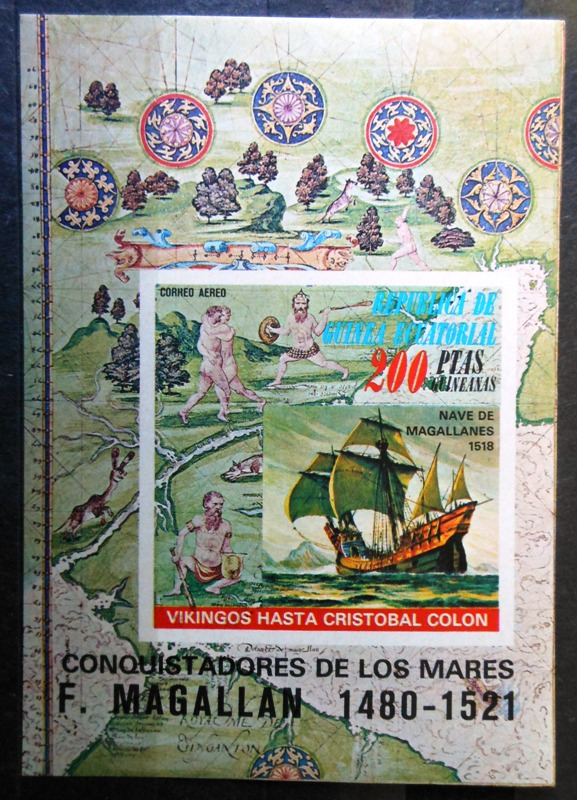 CORREO AEREO
REPUBLICA DE
GUINEA ECUATORIAL
200 PTAS
GUINEANAS
NAVE DE
MAGALLANES
1518
VIKINGOS HASTA CRISTOBAL COLON
CONQUISTADORES DE LOS MARES
F. MAGALLAN 1480-1521